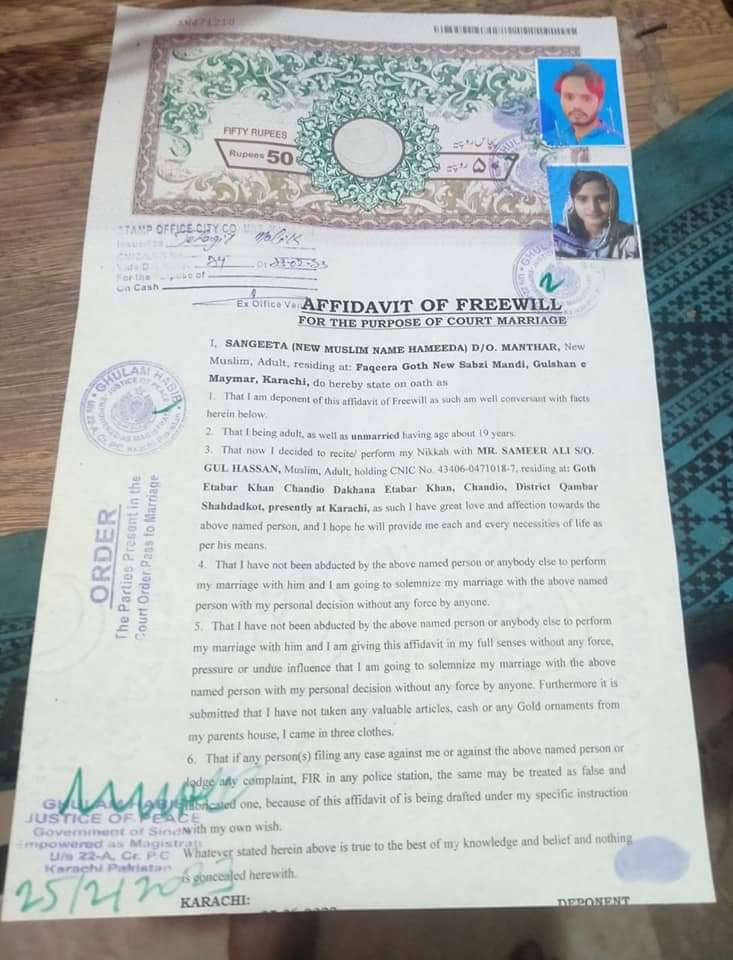 AW471210
FIFTY RUPEES
Rupees 50
پچاس روپیہ
۵۰ روپیہ
STAMP OFFICE CITY CO
Issued to
For the
pose of
On Cash
Ex Office Ven
GHULAM HABIB
2
AFFIDAVIT OF FREEWILL
FOR THE PURPOSE OF COURT MARRIAGE
I, SANGEETA (NEW MUSLIM NAME HAMEEDA) D/O. MANTHAR, New
Muslim, Adult, residing at: Faqeera Goth New Sabzi Mandi, Gulshan e
Maymar, Karachi, do hereby state on oath as
1. That I am deponent of this affidavit of Freewill as such am well conversant with facts
herein below.
2. That I being adult, as well as unmarried having age about 19 years.
3. That now I decided to recite/ perform my Nikkah with MR. SAMEER ALI S/O.
GUL HASSAN, Muslim, Adult, holding CNIC No. 43406-0471018-7, residing at: Goth
Etabar Khan Chandio Dakhana Etabar Khan, Chandio, District Qambar
Shahdadkot, presently at Karachi, as such I have great love and affection towards the
above named person, and I hope he will provide me each and every necessities of life as
per his means.
4. That I have not been abducted by the above named person or anybody else to perform
my marriage with him and I am going to solemnize my marriage with the above named
person with my personal decision without any force by anyone.
5. That I have not been abducted by the above named person or anybody else to perform
my marriage with him and I am giving this affidavit in my full senses without any force,
pressure or undue influence that I am going to solemnize my marriage with the above
named person with my personal decision without any force by anyone. Furthermore it is
submitted that I have not taken any valuable articles, cash or any Gold ornaments from
my parents house, I came in three clothes.
6. That if any person(s) filing any case against me or against the above named person or
lodge any complaint, FIR in any police station, the same may be treated as false and
fabricated one, because of this affidavit of is being drafted under my specific instruction
with my own wish.
Whatever stated herein above is true to the best of my knowledge and belief and nothing
is concealed herewith.
KARACHI:
DEPONENT
GHULAM HABIB
JUSTICE OF PEACE
ORDER
The Parties Present in the
Court Order Pass to Marriage
GHULAM HABIB
JUSTICE OF PEACE
Government of Sindh
Empowered as Magistrate
U/s 22-A, Cr. P.C
Karachi Pakistan
25/2/2023